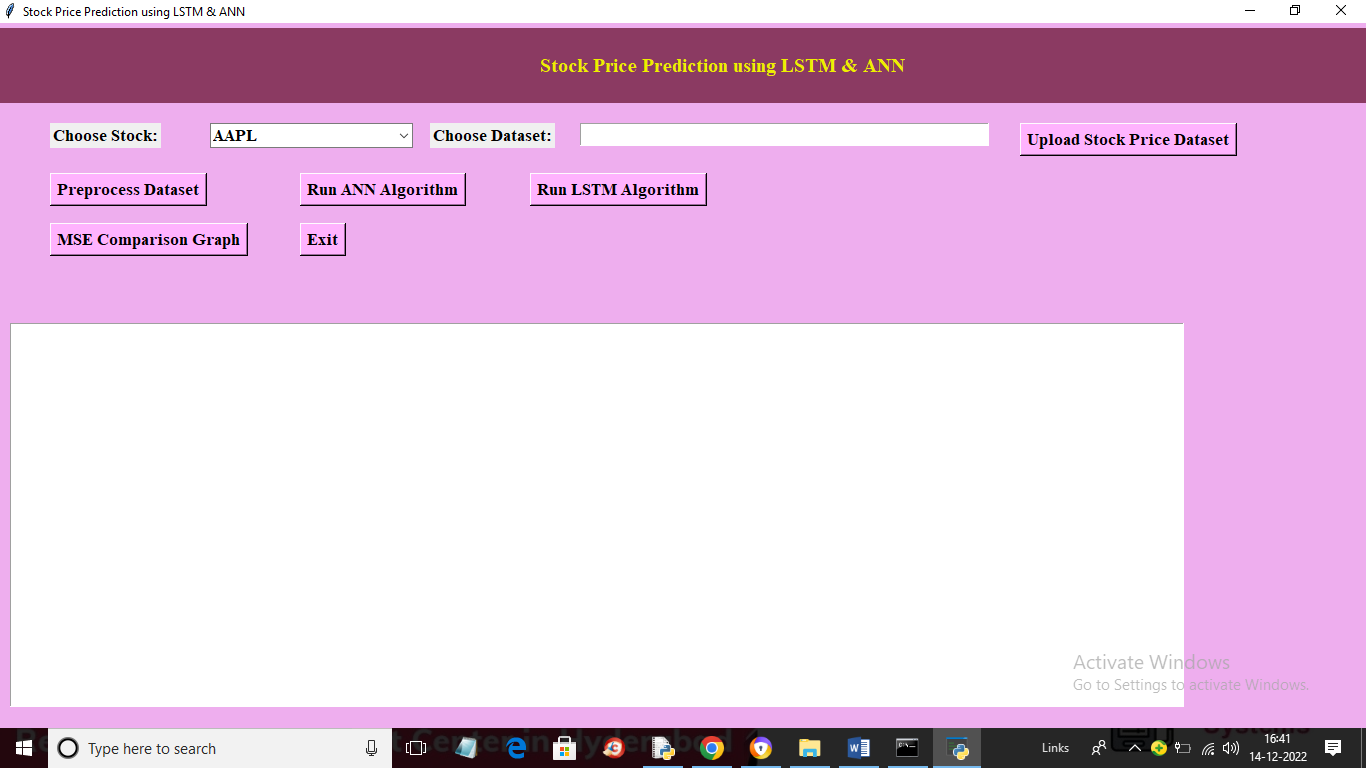 Stock Price Prediction using LSTM & ANN
Stock Price Prediction using LSTM & ANN
Choose Stock: AAPL Choose Dataset: Upload Stock Price Dataset
Preprocess Dataset Run ANN Algorithm Run LSTM Algorithm
MSE Comparison Graph Exit
Activate Windows
Go to Settings to activate Windows.
Type here to search Links 16:41
14-12-2022